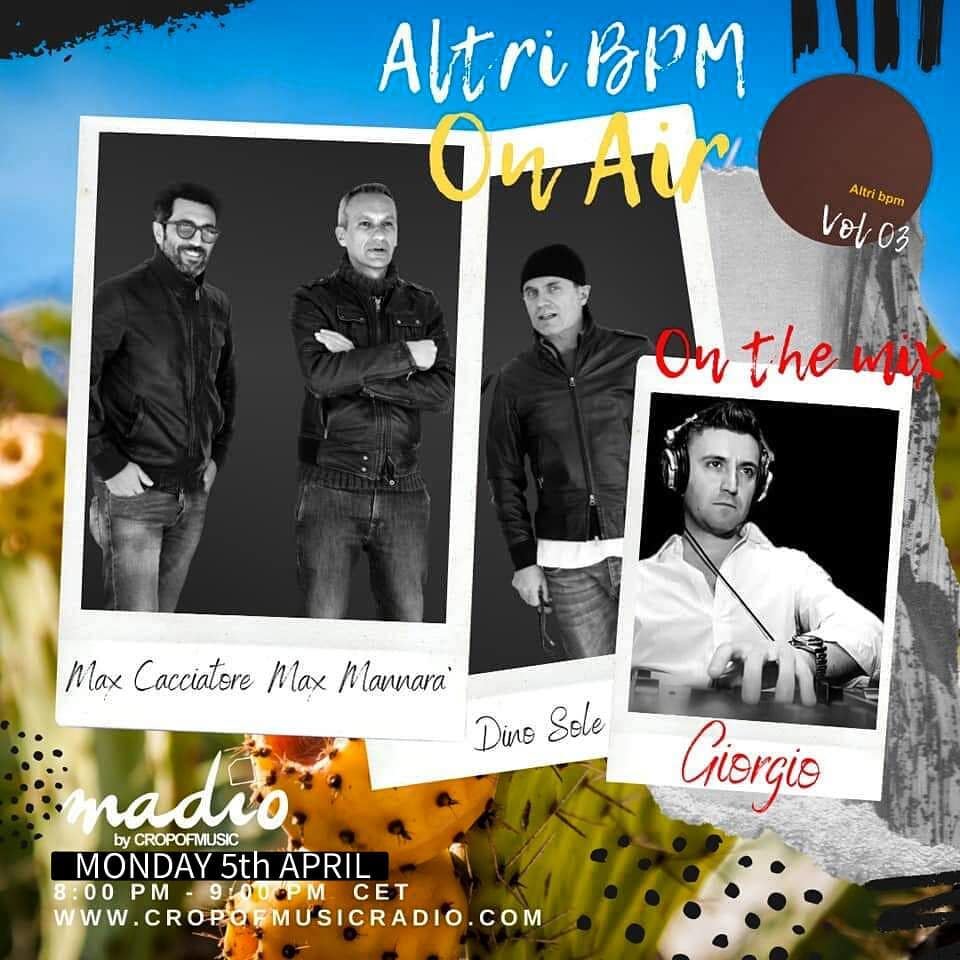 Altri BPM
On Air
Altri bpm
Vol 03
On the mix
Max Cacciatore Max Mannara`
Dino Sole
Giorgio
madio
by CROPOFMUSIC
MONDAY 5th APRIL
8:00 PM - 9:00 PM CET
WWW.CROPOFMUSICRADIO.COM